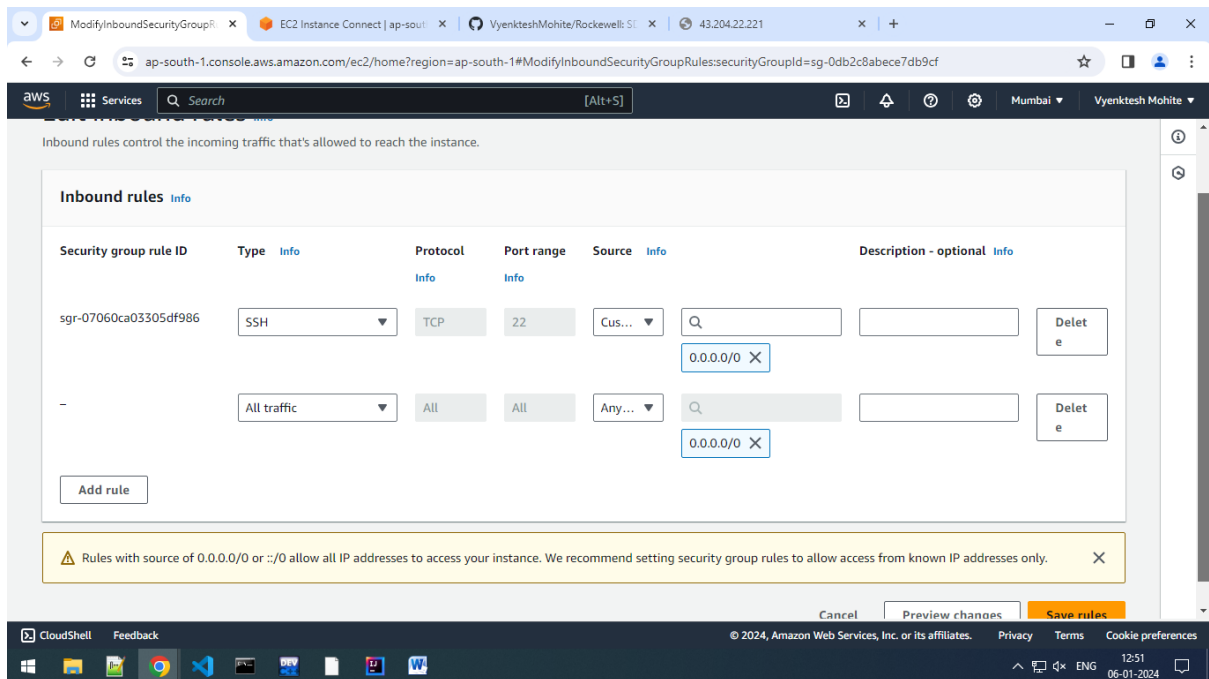 ModifyInboundSecurityGroupR
EC2 Instance Connect | ap-sout
VyenkteshMohite/Rockewell: SD
43.204.22.221
ap-south-1.console.aws.amazon.com/ec2/home?region=ap-south-1#ModifyInboundSecurityGroupRules:securityGroupId=sg-0db2c8abece7db9cf
aws Services Search [Alt+S] Mumbai Vyenktesh Mohite
Edit inbound rules Info
Inbound rules control the incoming traffic that's allowed to reach the instance.
Inbound rules Info
Security group rule ID Type Info Protocol Info Port range Info Source Info Description - optional Info
sgr-07060ca03305df986 SSH TCP 22 Cus... Delet
e
0.0.0.0/0
– All traffic All All Any... Delet
e
0.0.0.0/0
Add rule
Rules with source of 0.0.0.0/0 or ::/0 allow all IP addresses to access your instance. We recommend setting security group rules to allow access from known IP addresses only.
Cancel Preview changes Save rules
CloudShell Feedback © 2024, Amazon Web Services, Inc. or its affiliates. Privacy Terms Cookie preferences
DEV W ENG 12:51
06-01-2024